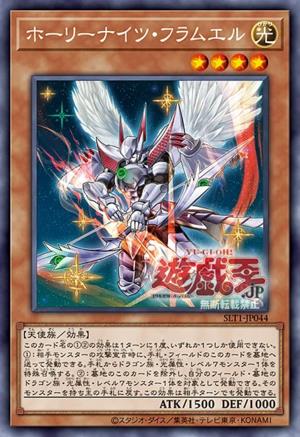 ホーリーナイツ・フラムエル
光
YU-GI-OH!
遊戯王.jp
無断転載禁止
SLT1-JP044
【天使族/効果】
このカード名の①②の効果は1ターンに1度、いずれか1つしか使用できない。
①:相手モンスターの攻撃宣言時に、手札・フィールドのこのカードを墓地へ
送って発動できる。手札からドラゴン族・光属性・レベル7モンスター1体を
特殊召喚する。②:墓地のこのカードを除外し、自分のフィールド・墓地の
ドラゴン族・光属性・レベル7モンスター1体を対象として発動できる。その
モンスターを持ち主の手札に戻す。この効果は相手ターンでも発動できる。
ATK/1500 DEF/1000
©スタジオ・ダイス/集英社・テレビ東京・KONAMI